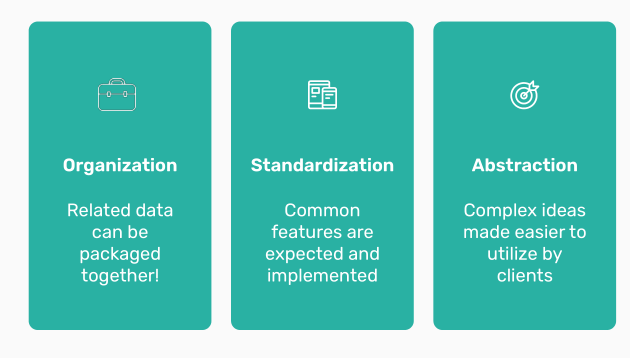 Organization
Related data
can be
packaged
together!
Standardization
Common
features are
expected and
implemented
Abstraction
Complex ideas
made easier to
utilize by
clients